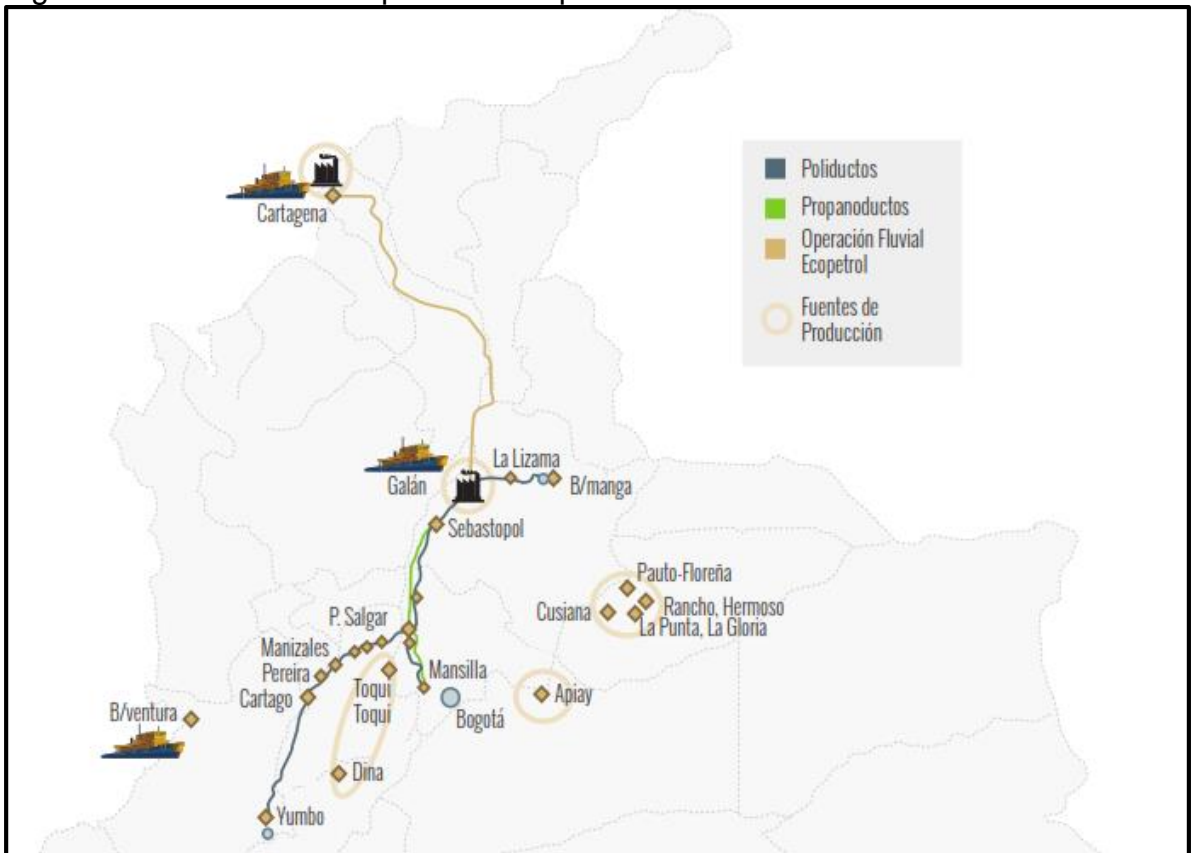 Cartagena
Poliductos
Propanoductos
Operación Fluvial
Ecopetrol
Fuentes de
Producción
La Lizama
Galán
B/manga
Sebastopol
Pauto-Floreña
Cusiana
Rancho, Hermoso
La Punta, La Gloria
P. Salgar
Manizales
Pereira
Cartago
Mansilla
Toqui
Toqui
Bogotá
Apiay
B/ventura
Dina
Yumbo